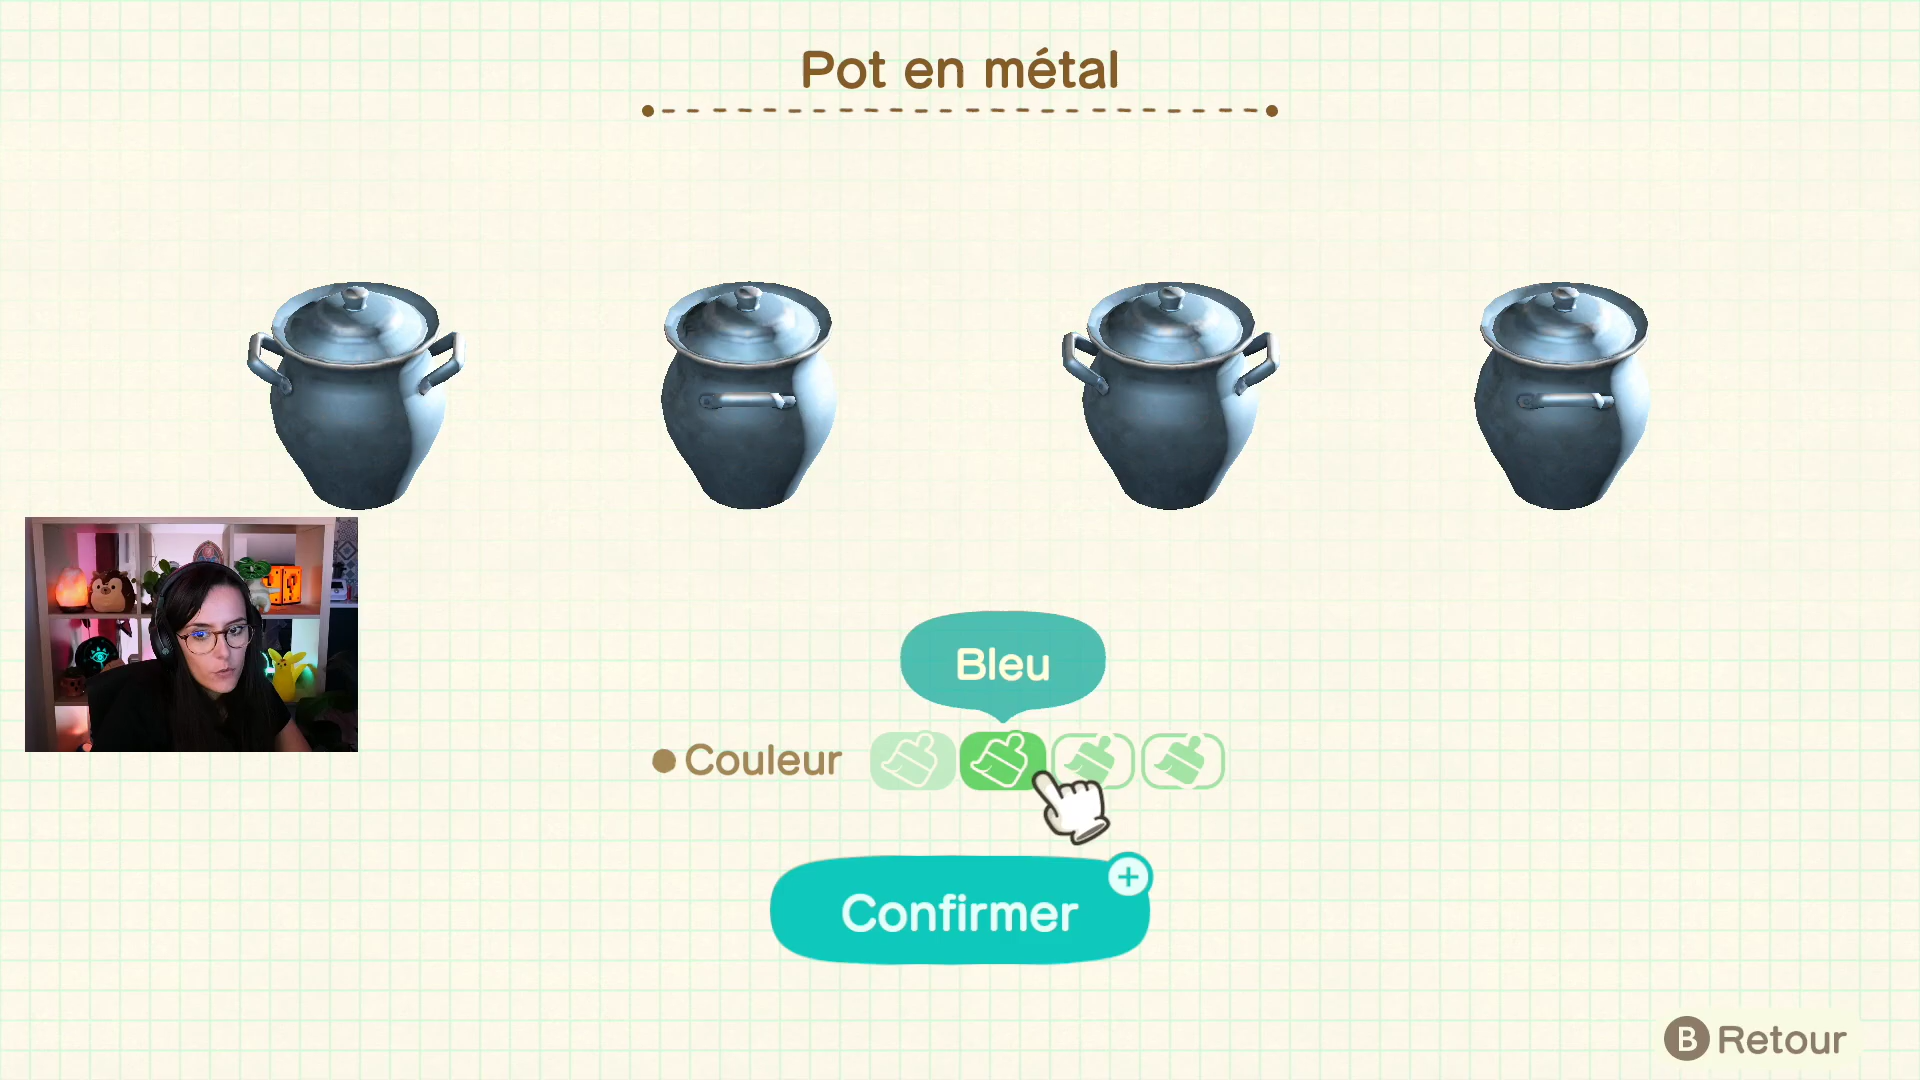 Pot en métal
Bleu
Couleur
Confirmer
B Retour